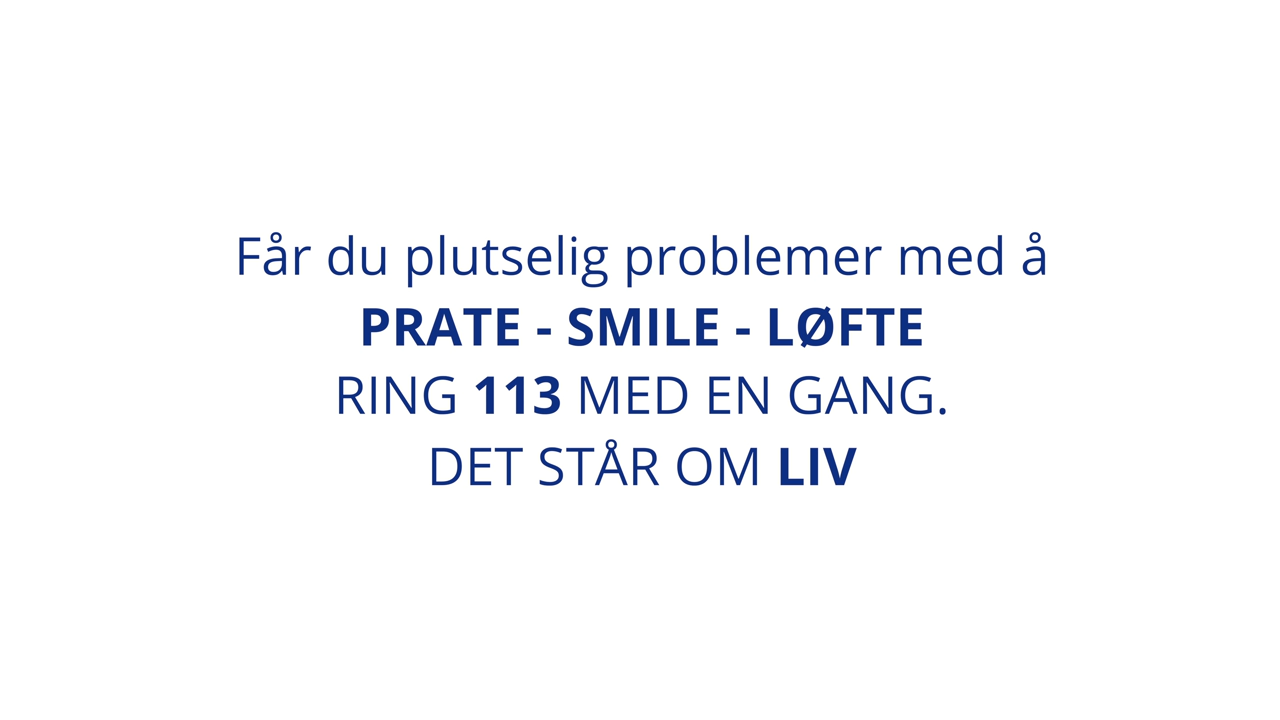 Får du plutselig problemer med å
PRATE - SMILE - LØFTE
RING 113 MED EN GANG.
DET STÅR OM LIV